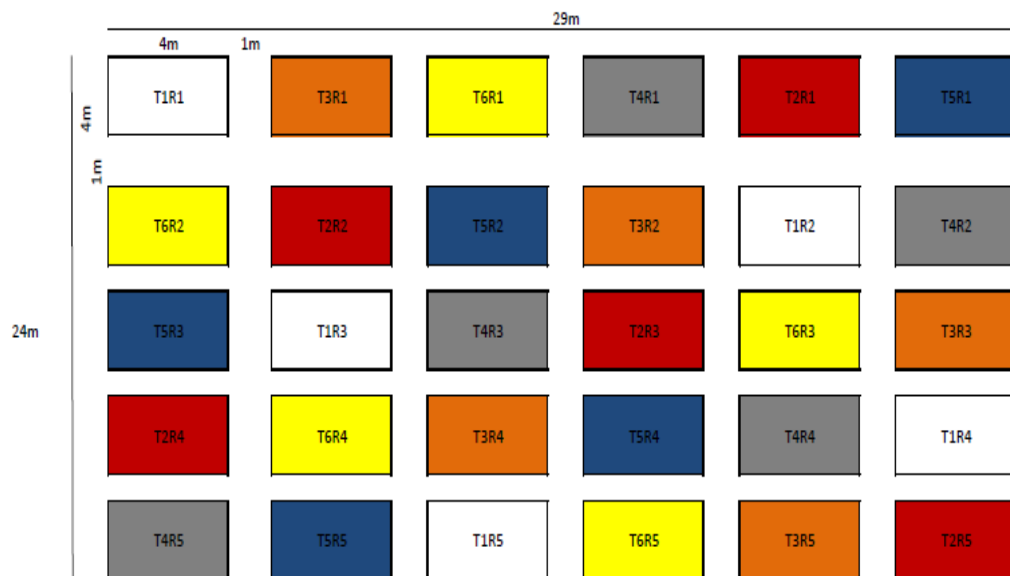 29m
4m 1m
T1R1 T3R1 T6R1 T4R1 T2R1 T5R1
4m
1m
T6R2 T2R2 T5R2 T3R2 T1R2 T4R2
24m
T5R3 T1R3 T4R3 T2R3 T6R3 T3R3
T2R4 T6R4 T3R4 T5R4 T4R4 T1R4
T4R5 T5R5 T1R5 T6R5 T3R5 T2R5